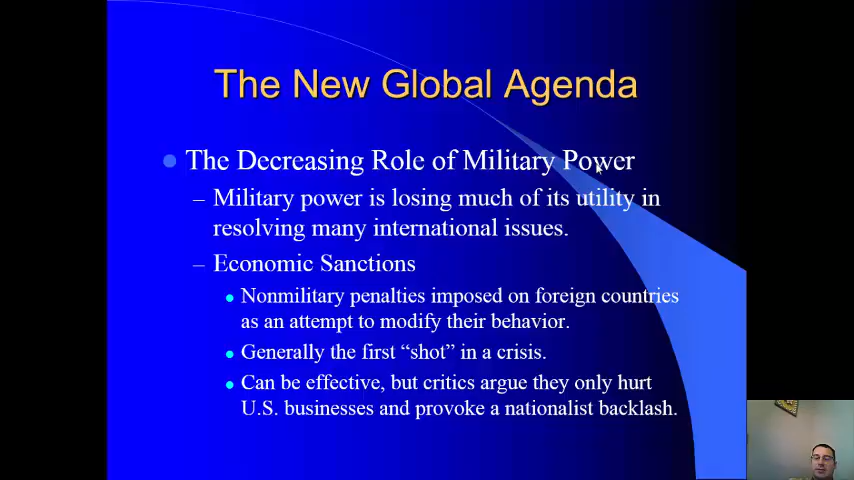 The New Global Agenda
The Decreasing Role of Military Power
– Military power is losing much of its utility in
resolving many international issues.
– Economic Sanctions
Nonmilitary penalties imposed on foreign countries
as an attempt to modify their behavior.
Generally the first “shot” in a crisis.
Can be effective, but critics argue they only hurt
U.S. businesses and provoke a nationalist backlash.